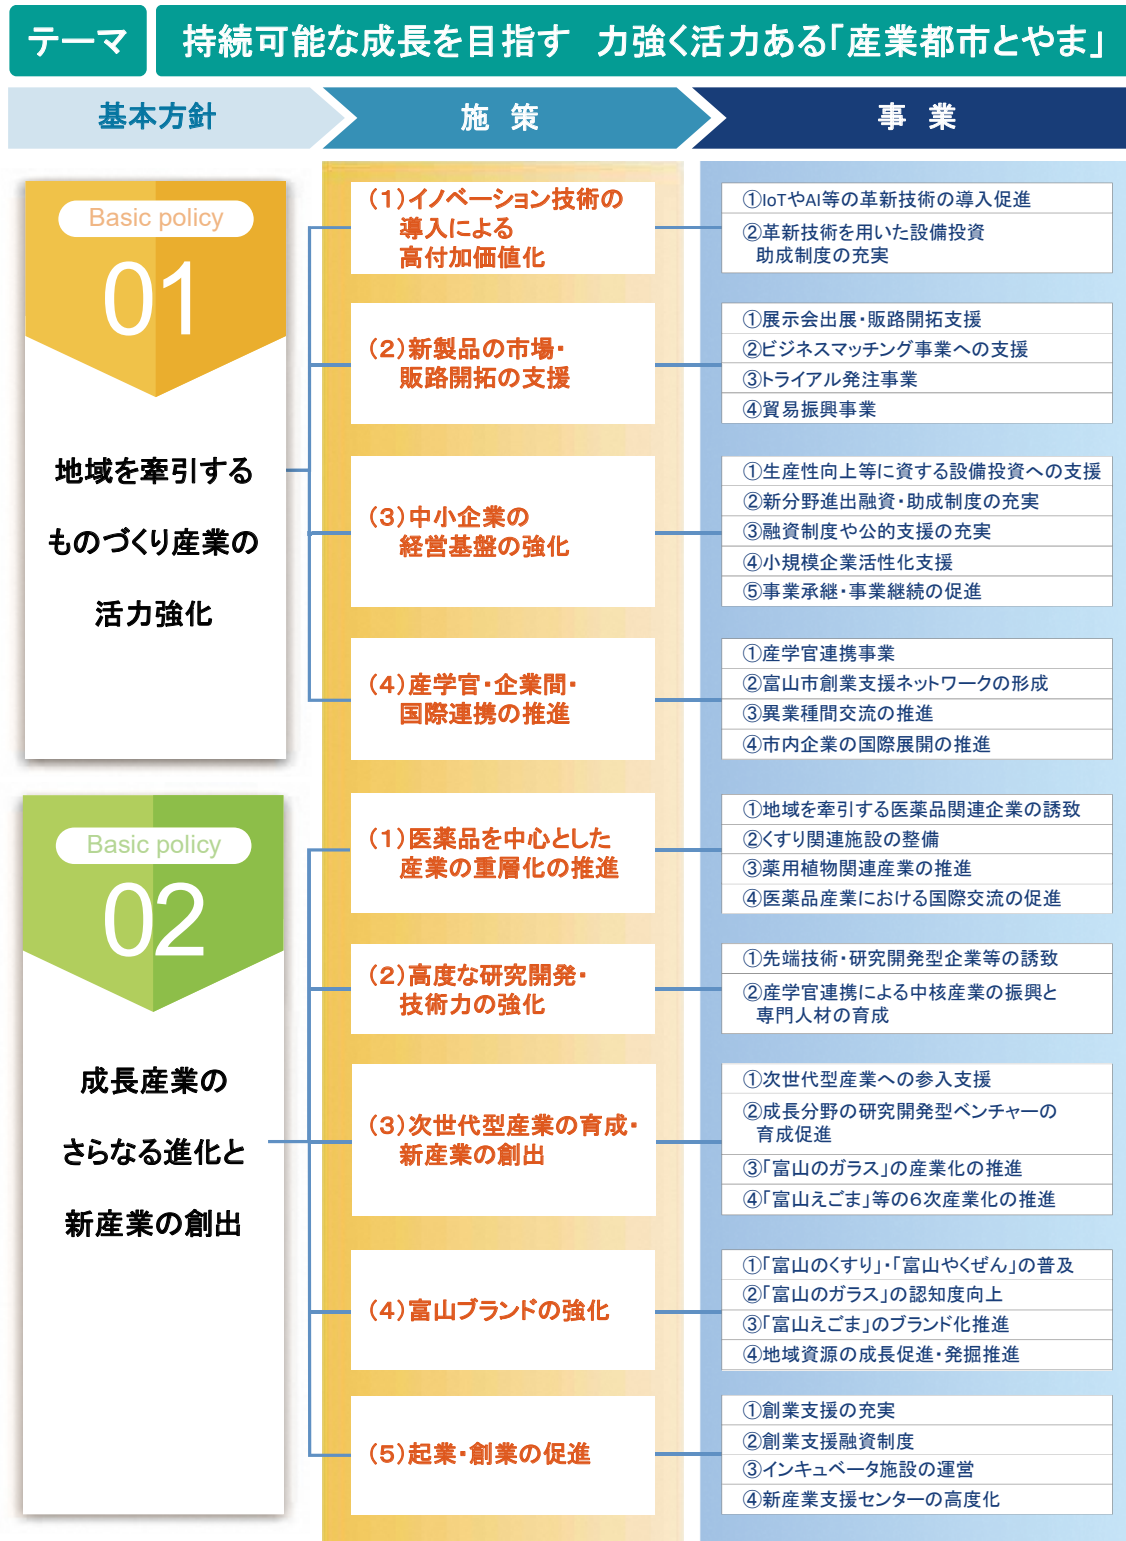 テーマ
持続可能な成長を目指す 力強く活力ある「産業都市とやま」
基本方針
施 策
事 業
Basic policy
01
地域を牽引する
ものづくり産業の
活力強化
(1)イノベーション技術の
導入による
高付加価値化
①IoTやAI等の革新技術の導入促進
②革新技術を用いた設備投資
助成制度の充実
(2)新製品の市場・
販路開拓の支援
①展示会出展・販路開拓支援
②ビジネスマッチング事業への支援
③トライアル発注事業
④貿易振興事業
(3)中小企業の
経営基盤の強化
①生産性向上等に資する設備投資への支援
②新分野進出融資・助成制度の充実
③融資制度や公的支援の充実
④小規模企業活性化支援
⑤事業承継・事業継続の促進
(4)産学官・企業間・
国際連携の推進
①産学官連携事業
②富山市創業支援ネットワークの形成
③異業種間交流の推進
④市内企業の国際展開の推進
Basic policy
02
成長産業の
さらなる進化と
新産業の創出
(1)医薬品を中心とした
産業の重層化の推進
①地域を牽引する医薬品関連企業の誘致
②くすり関連施設の整備
③薬用植物関連産業の推進
④医薬品産業における国際交流の促進
(2)高度な研究開発・
技術力の強化
①先端技術・研究開発型企業等の誘致
②産学官連携による中核産業の振興と
専門人材の育成
(3)次世代型産業の育成・
新産業の創出
①次世代型産業への参入支援
②成長分野の研究開発型ベンチャーの
育成促進
③「富山のガラス」の産業化の推進
④「富山えごま」等の6次産業化の推進
(4)富山ブランドの強化
①「富山のくすり」・「富山やくぜん」の普及
②「富山のガラス」の認知度向上
③「富山えごま」のブランド化推進
④地域資源の成長促進・発掘推進
(5)起業・創業の促進
①創業支援の充実
②創業支援融資制度
③インキュベータ施設の運営
④新産業支援センターの高度化